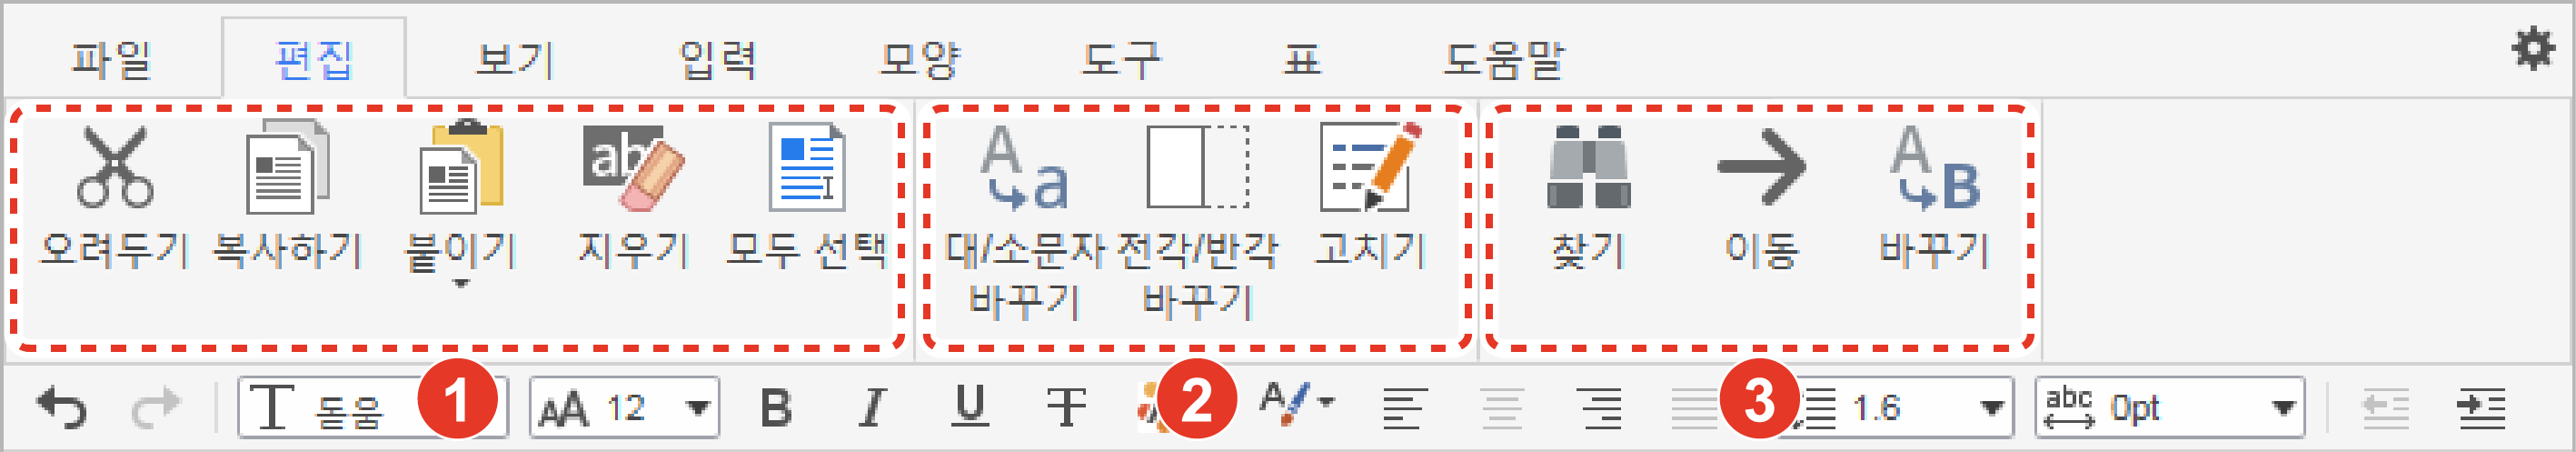 파일 편집 보기 입력 모양 도구 표 도움말
오려두기 복사하기 붙이기 지우기 모두 선택 대/소문자 바꾸기 전각/반각 바꾸기 고치기 찾기 이동 바꾸기
돋움 1 12 2 1.6 3 0pt